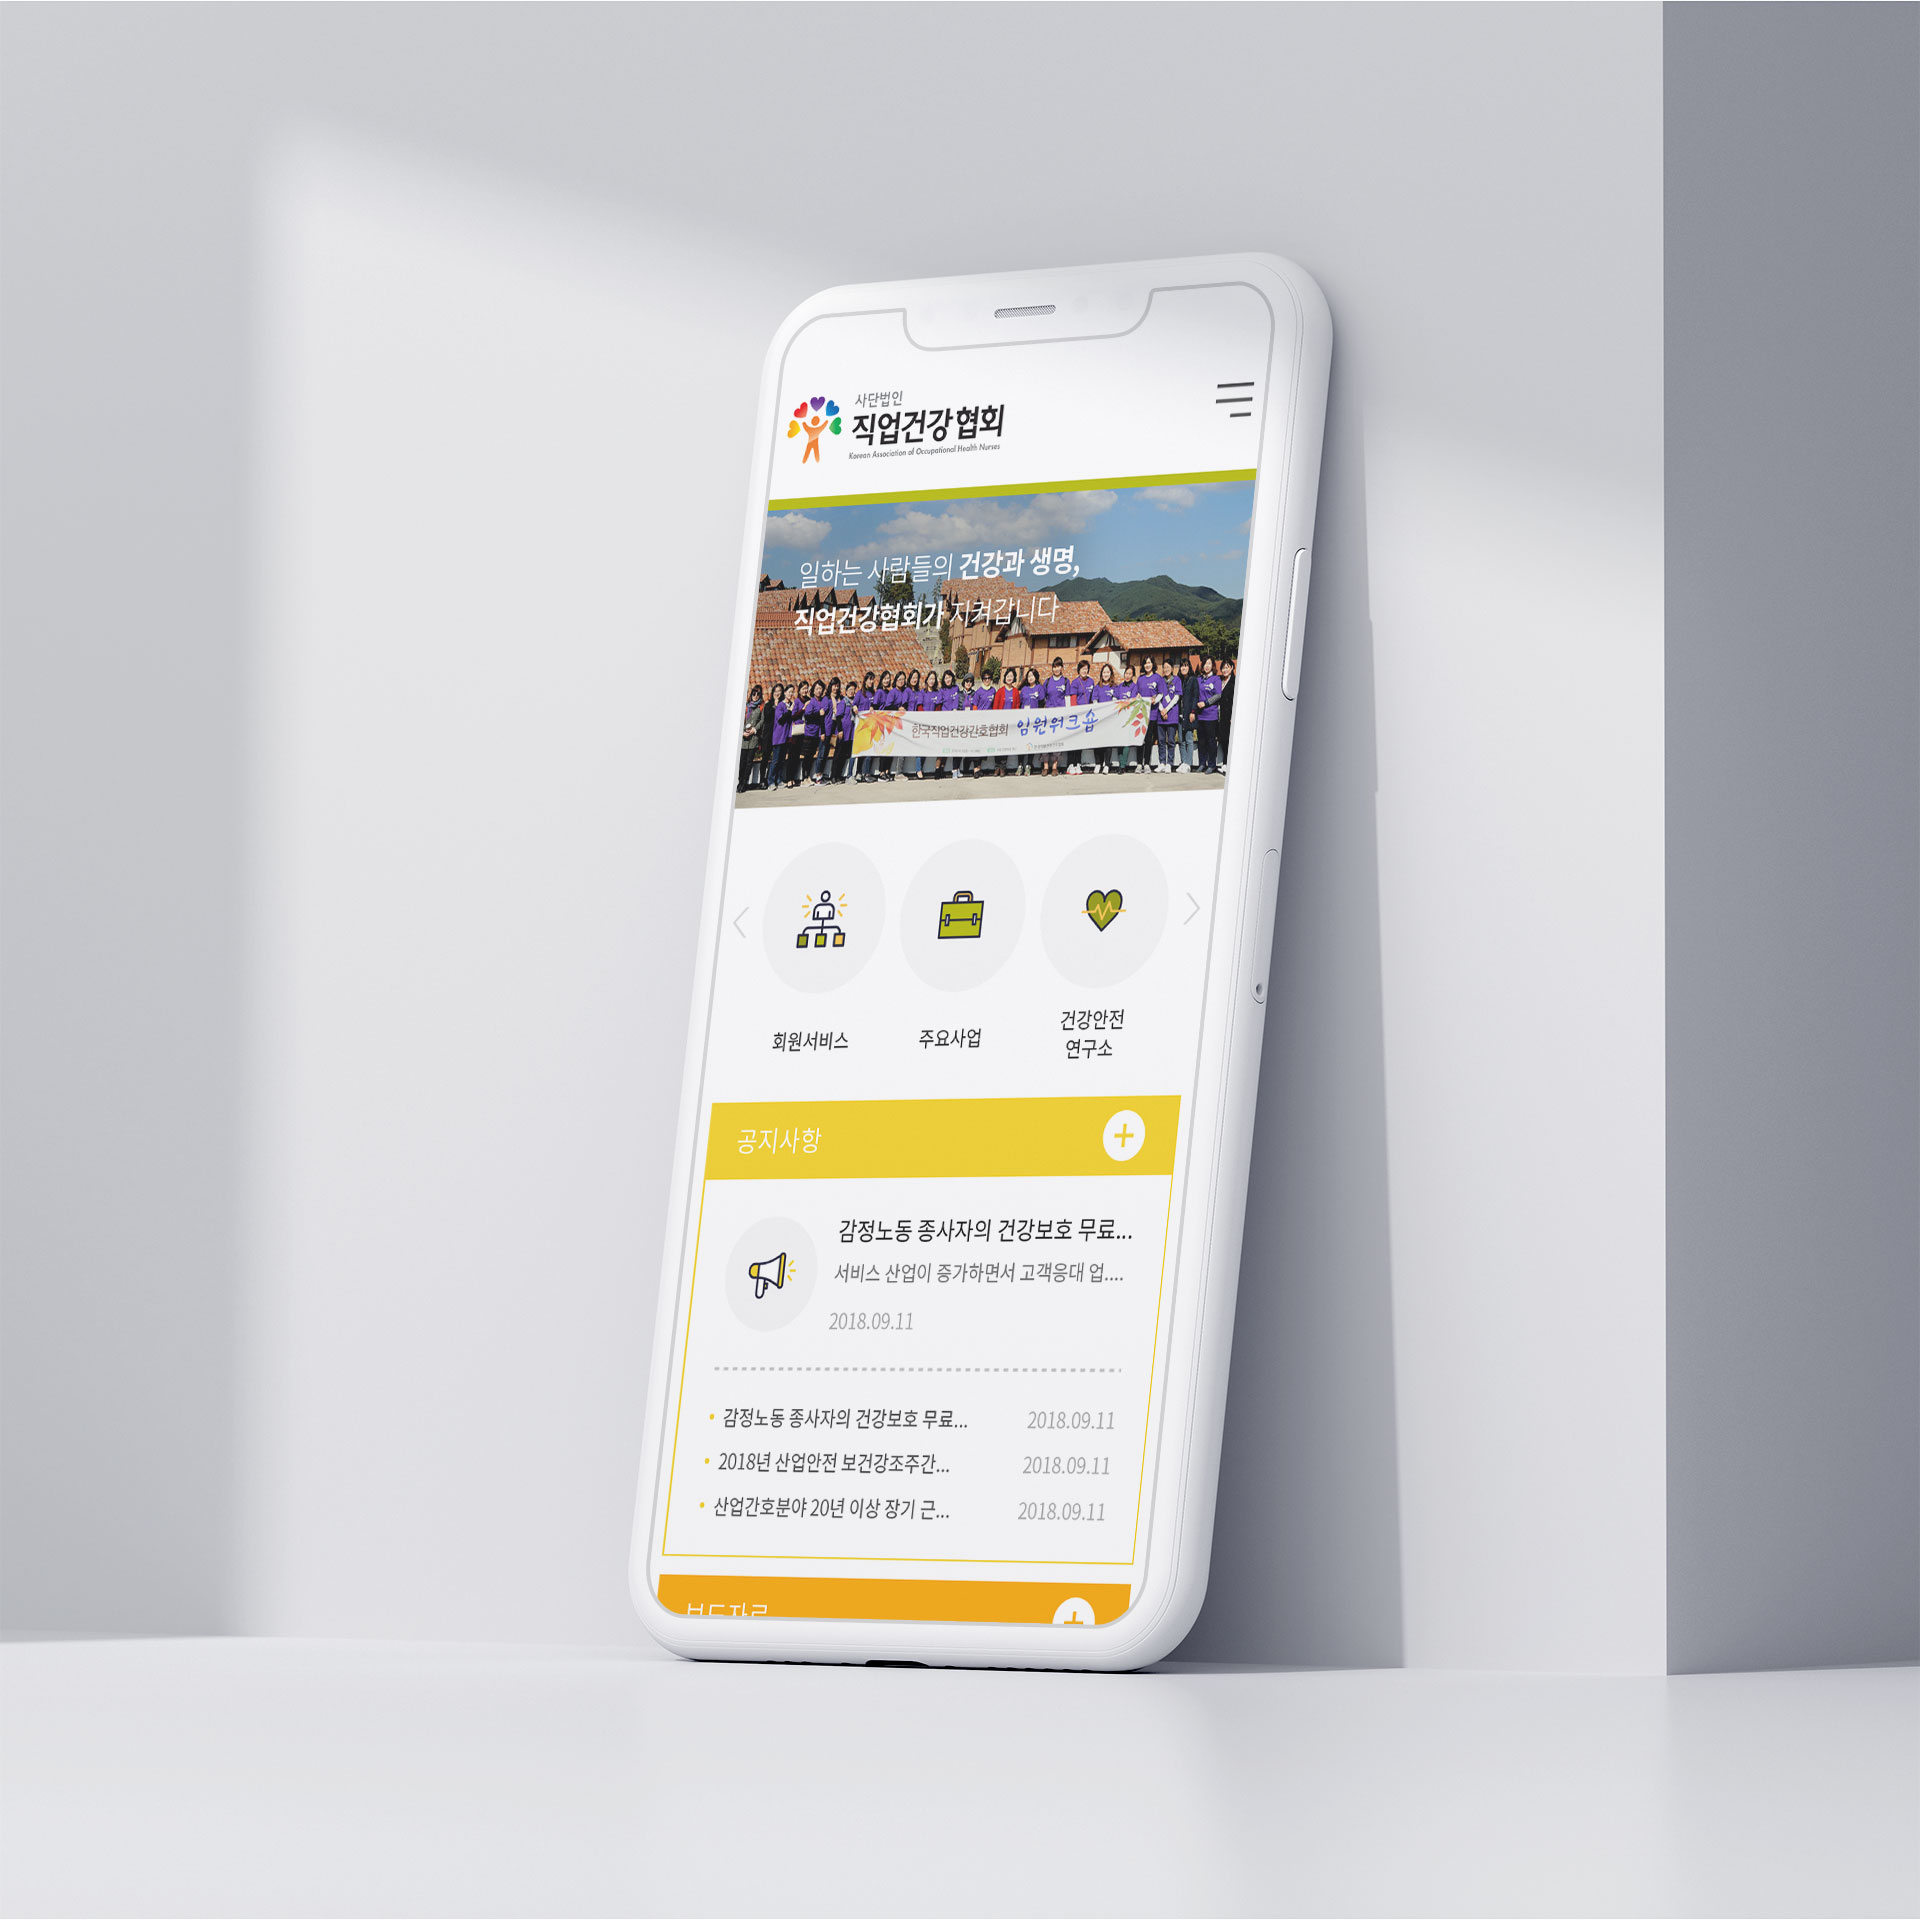 사단법인
직업건강협회
Korean Association of Occupational Health Nurses
일하는 사람들의 건강과 생명,
직업건강협회가 지켜갑니다
한국직업건강간호협회 임원워크숍
회원서비스
주요사업
건강안전
연구소
공지사항
감정노동 종사자의 건강보호 무료...
서비스 산업이 증가하면서 고객응대 업....
2018.09.11
감정노동 종사자의 건강보호 무료... 2018.09.11
2018년 산업안전 보건강조주간... 2018.09.11
산업간호분야 20년 이상 장기 근... 2018.09.11
보도자료